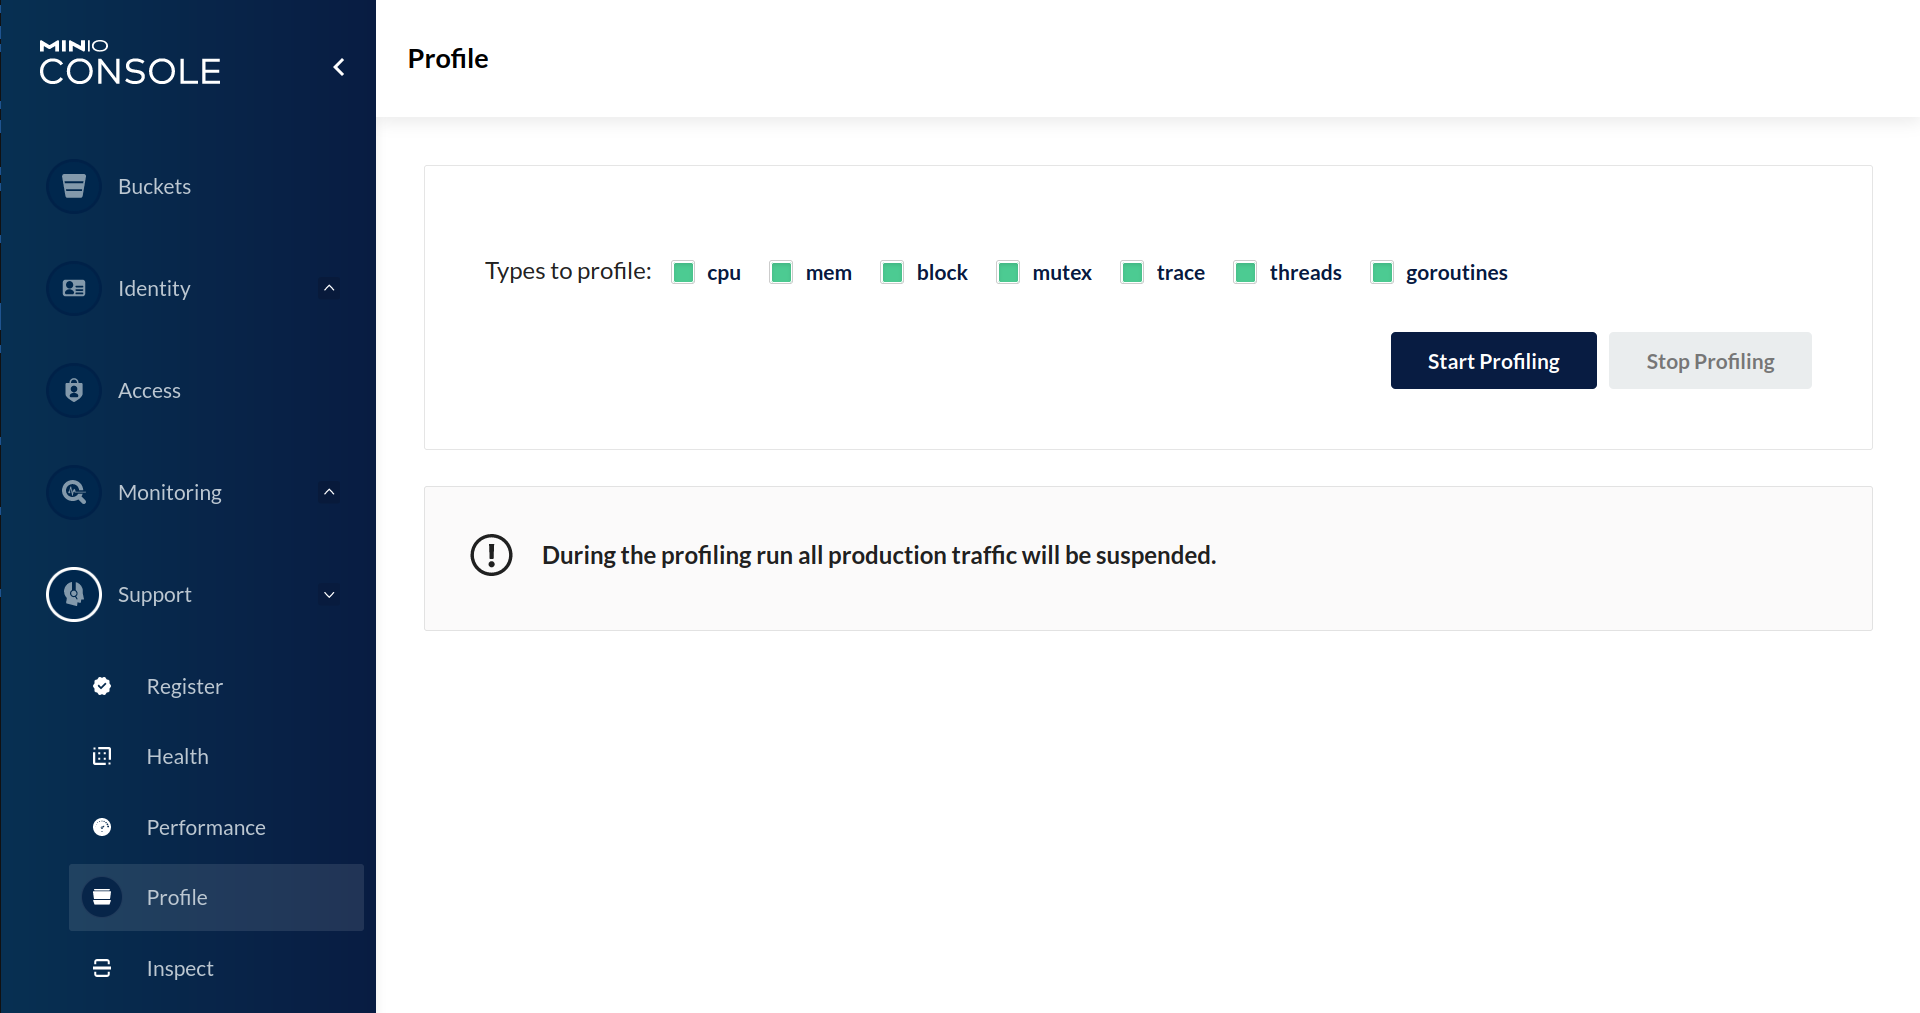 MINIO
CONSOLE
Profile
Buckets
Identity
Access
Monitoring
Support
Register
Health
Performance
Profile
Inspect
Types to profile: cpu mem block mutex trace threads goroutines
Start Profiling Stop Profiling
During the profiling run all production traffic will be suspended.